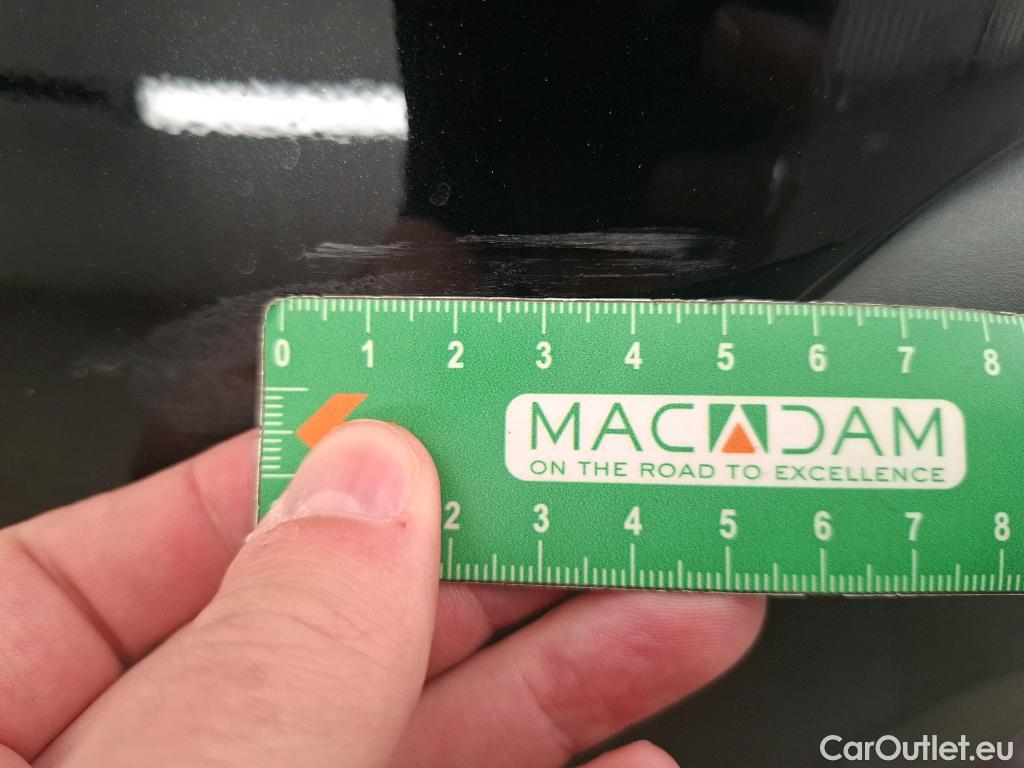 0 1 2 3 4 5 6 7 8
MACADAM
ON THE ROAD TO EXCELLENCE
2 3 4 5 6 7 8
CarOutlet.eu